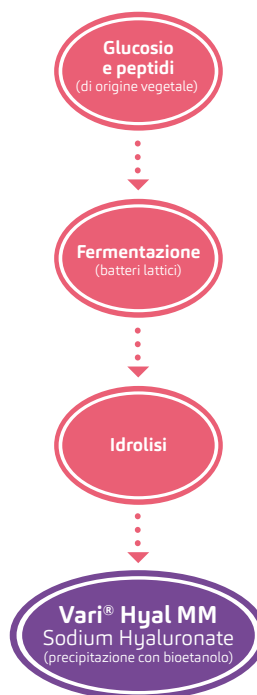 Glucosio
e peptidi
(di origine vegetale)
Fermentazione
(batteri lattici)
Idrolisi
Vari® Hyal MM
Sodium Hyaluronate
(precipitazione con bioetanolo)